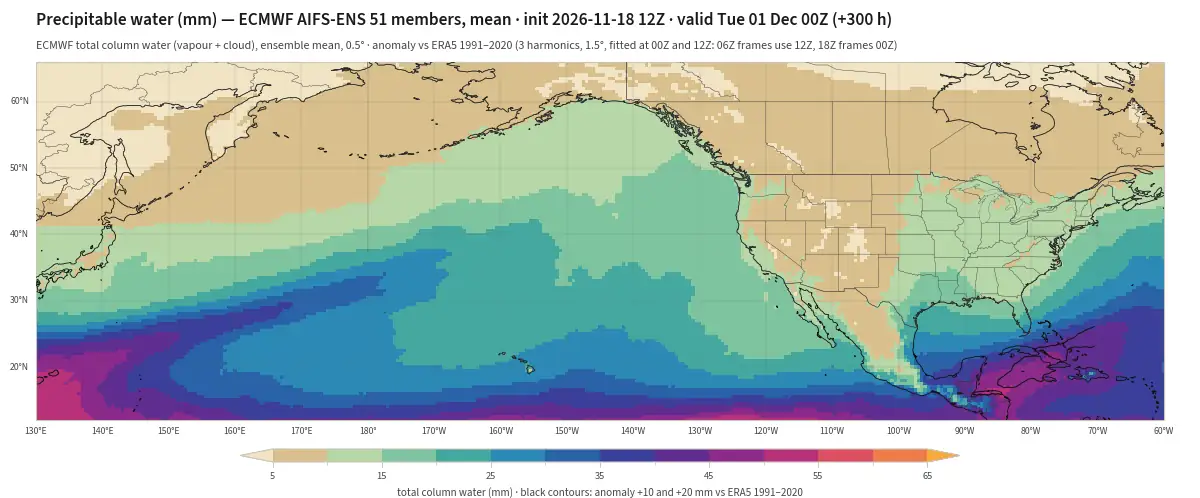 Precipitable water (mm) — ECMWF AIFS-ENS 51 members, mean · init 2026-11-18 12Z · valid Tue 01 Dec 00Z (+300 h)
ECMWF total column water (vapour + cloud), ensemble mean, 0.5° · anomaly vs ERA5 1991–2020 (3 harmonics, 1.5°, fitted at 00Z and 12Z: 06Z frames use 12Z, 18Z frames 00Z)
60°N
50°N
40°N
30°N
20°N
130°E 140°E 150°E 160°E 170°E 180° 170°W 160°W 150°W 140°W 130°W 120°W 110°W 100°W 90°W 80°W 70°W 60°W
5 15 25 35 45 55 65
total column water (mm) · black contours: anomaly +10 and +20 mm vs ERA5 1991–2020